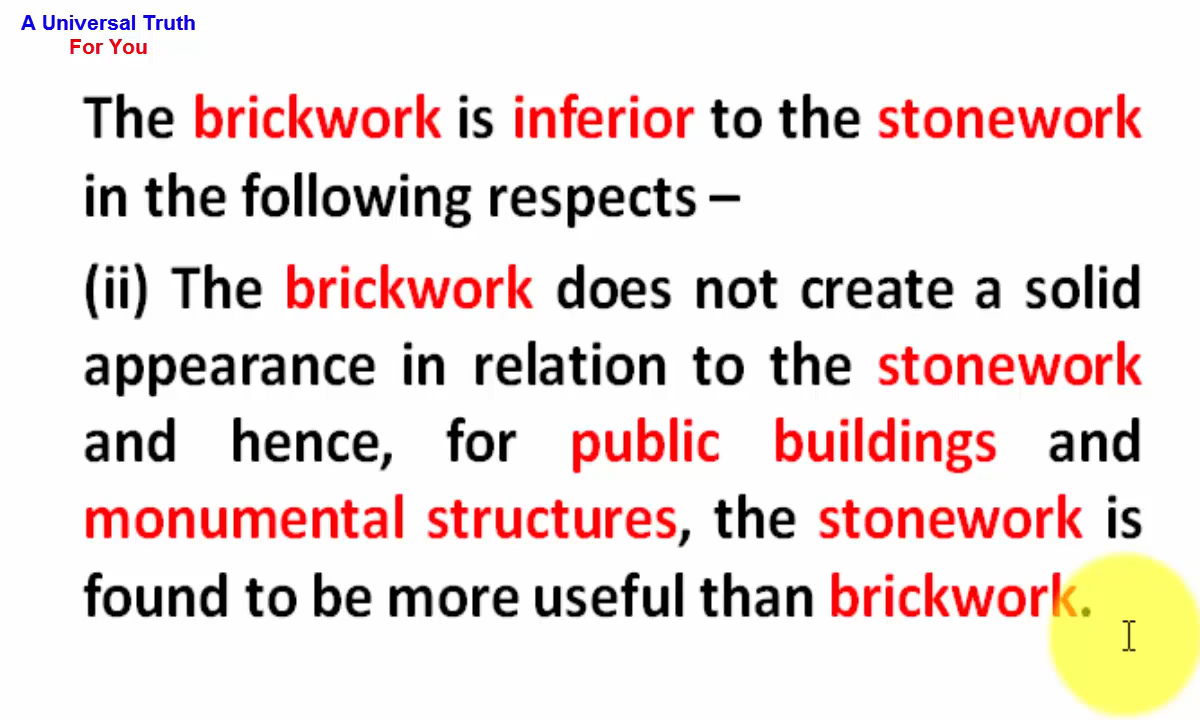 A Universal Truth
For You
The brickwork is inferior to the stonework
in the following respects –
(ii) The brickwork does not create a solid
appearance in relation to the stonework
and hence, for public buildings and
monumental structures, the stonework is
found to be more useful than brickwork.